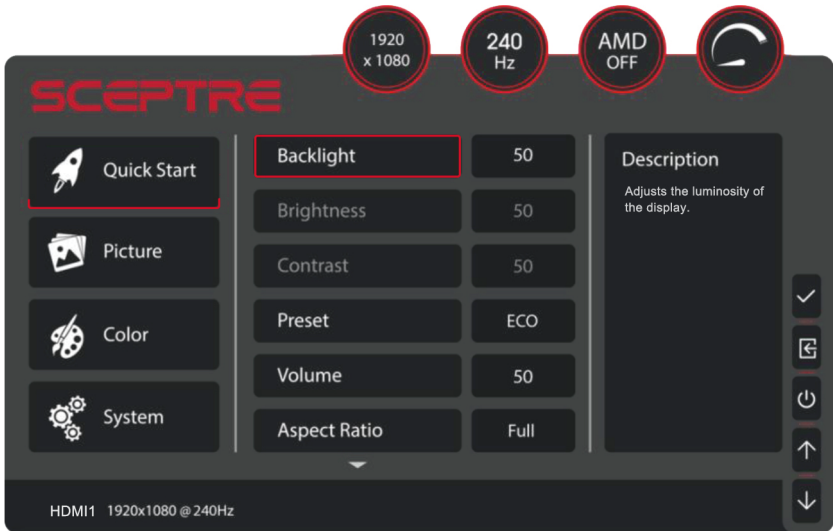 1920
x 1080
240
Hz
AMD
OFF
SCEPTRE
Quick Start
Picture
Color
System
Backlight 50
Brightness 50
Contrast 50
Preset ECO
Volume 50
Aspect Ratio Full
Description
Adjusts the luminosity of
the display.
HDMI1 1920x1080 @ 240Hz